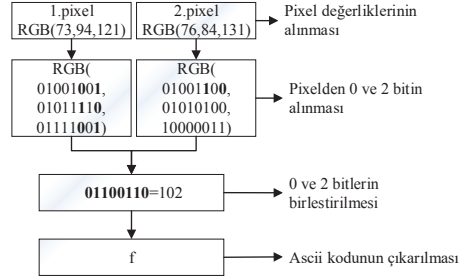 1.pixel
RGB(73,94,121)
2.pixel
RGB(76,84,131)
Pixel değerliklerinin
alınması
RGB(
01001001,
01011110,
01111001)
RGB(
01001100,
01010100,
10000011)
Pixelden 0 ve 2 bitin
alınması
01100110=102
0 ve 2 bitlerin
birlestirilmesi
f
Ascii kodunun çıkarılması